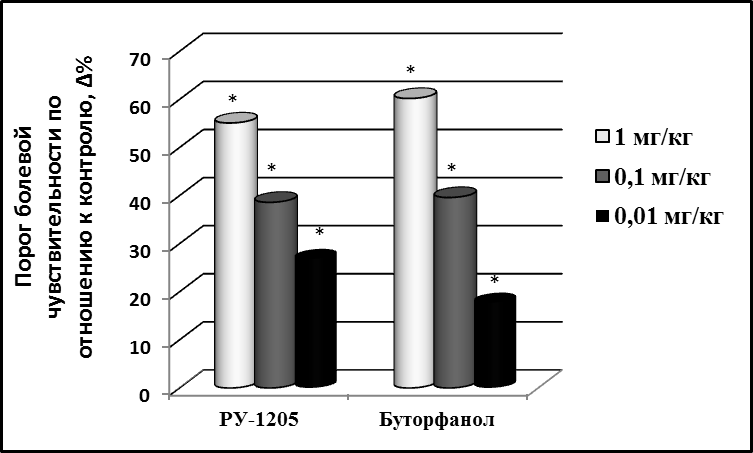 Порог болевой
чувствительности по
отношению к контролю, Δ%
70
60
50
40
30
20
10
0
*
*
*
*
*
*
РУ-1205
Буторфанол
1 мг/кг
0,1 мг/кг
0,01 мг/кг